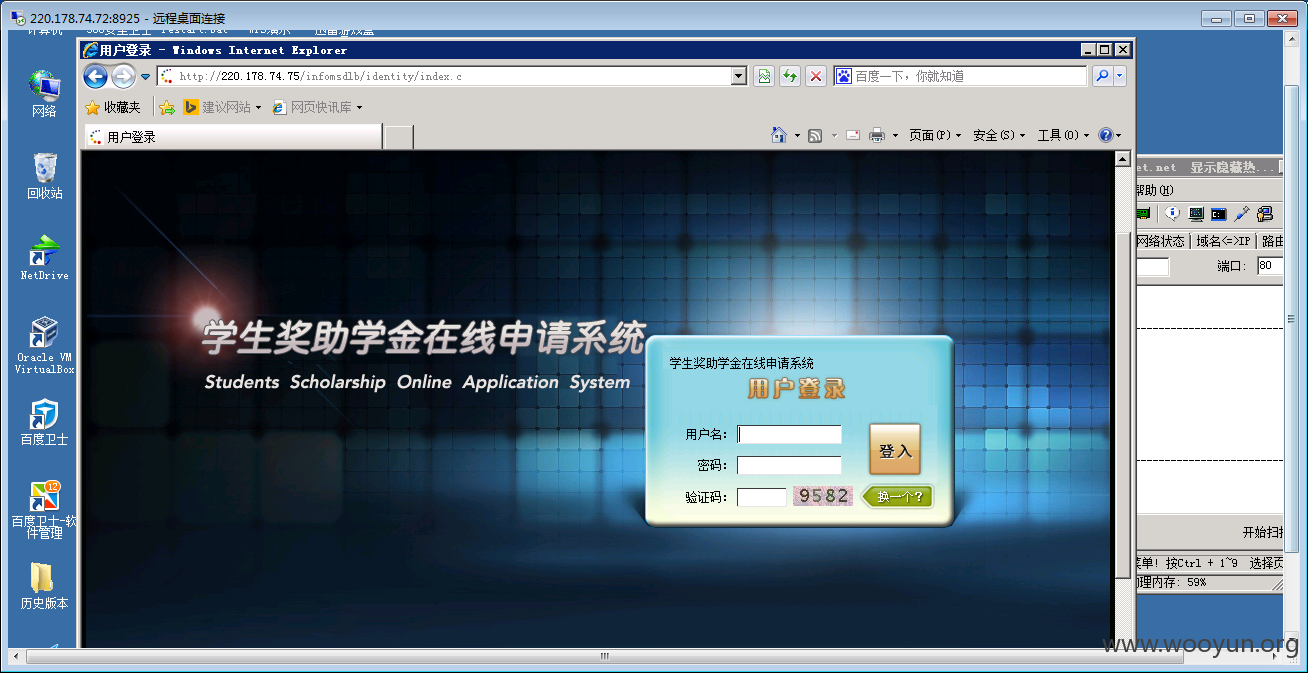 220.178.74.72:8925 - 远程桌面连接
用户登录 - Windows Internet Explorer
http://220.178.74.75/infomsdlb/identity/index.c
百度一下,你就知道
收藏夹
建议网站
网页快讯库
用户登录
页面(P)
安全(S)
工具(O)
网络
回收站
NetDrive
Oracle VM
VirtualBox
百度卫士
12
百度卫士-软
件管理
历史版本
et.net 显示隐藏热...
帮助(H)
网络状态
域名<=>IP
路由
端口:
80
开始扫描
菜单! 按Ctrl + 1~9 选择页
理内存: 59%
学生奖助学金在线申请系统
Students Scholarship Online Application System
学生奖助学金在线申请系统
用户登录
用户名:
密码:
验证码:
9582
登入
换一个?
www.wooyun.org